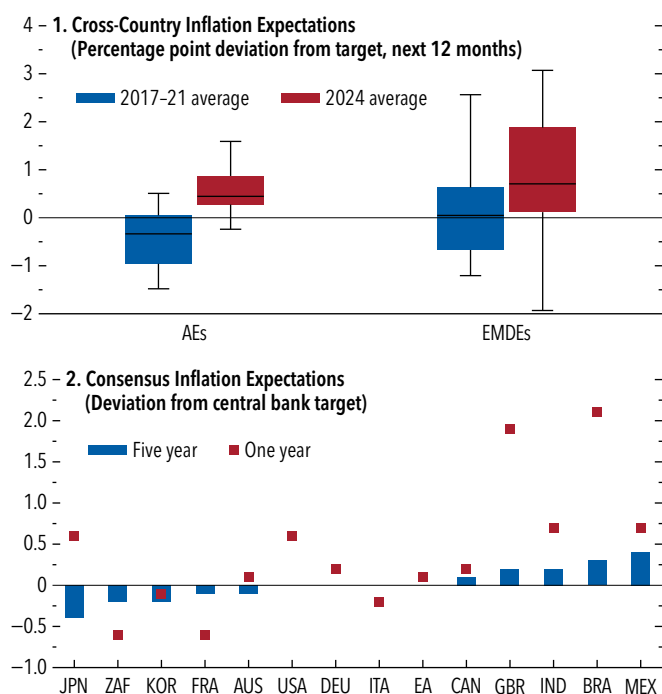 1. Cross-Country Inflation Expectations
(Percentage point deviation from target, next 12 months)
2017–21 average
2024 average
4
3
2
1
0
−1
−2
AEs
EMDEs
2. Consensus Inflation Expectations
(Deviation from central bank target)
Five year
One year
2.5
2.0
1.5
1.0
0.5
0
−0.5
−1.0
JPN ZAF KOR FRA AUS USA DEU ITA EA CAN GBR IND BRA MEX